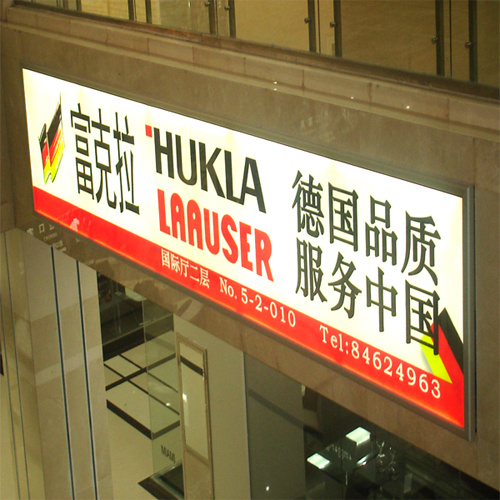 富克拉
HUKLA
LAAUSER
德国品质
服务中国
国际厅二层 No.5-2-010 Tel:84624963